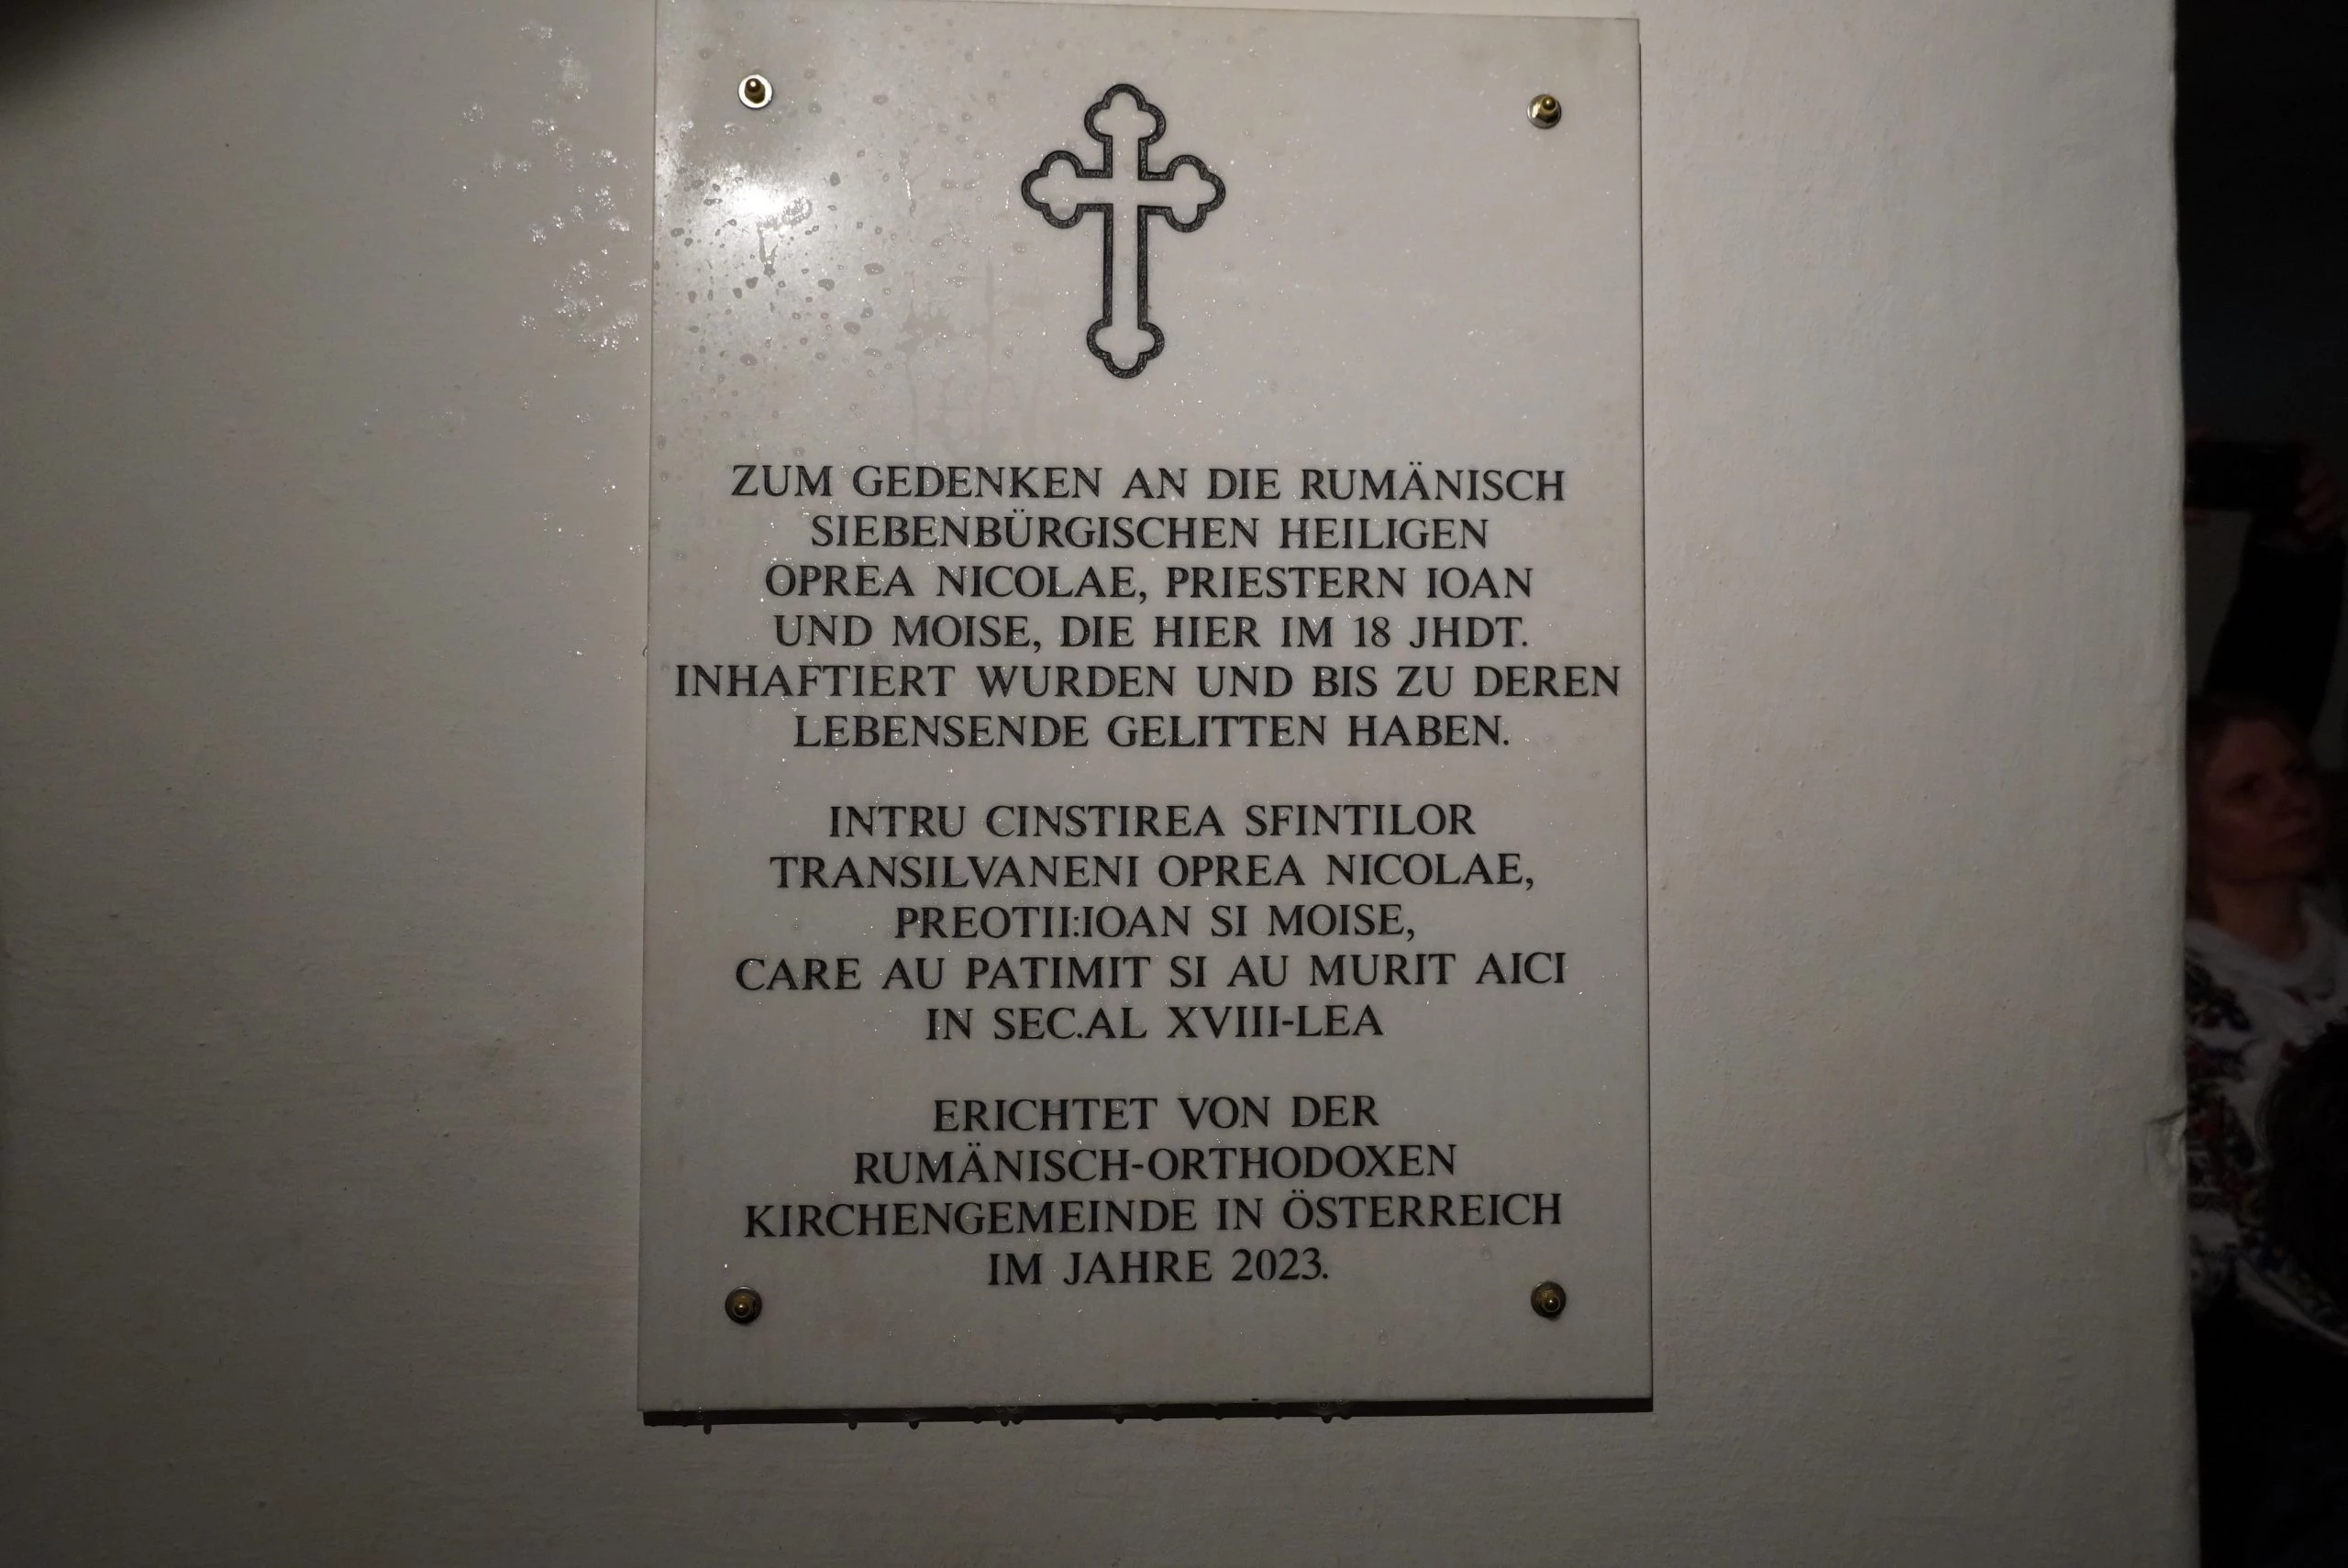 ZUM GEDENKEN AN DIE RUMÄNISCH
SIEBENBÜRGISCHEN HEILIGEN
OPREA NICOLAE, PRIESTERN IOAN
UND MOISE, DIE HIER IM 18 JHDT.
INHAFTIERT WURDEN UND BIS ZU DEREN
LEBENSENDE GELITTEN HABEN.
INTRU CINSTIREA SFINTILOR
TRANSILVANENI OPREA NICOLAE,
PREOTII:IOAN SI MOISE,
CARE AU PATIMIT SI AU MURIT AICI
IN SEC.AL XVIII-LEA
ERICHTET VON DER
RUMÄNISCH-ORTHODOXEN
KIRCHENGEMEINDE IN ÖSTERREICH
IM JAHRE 2023.